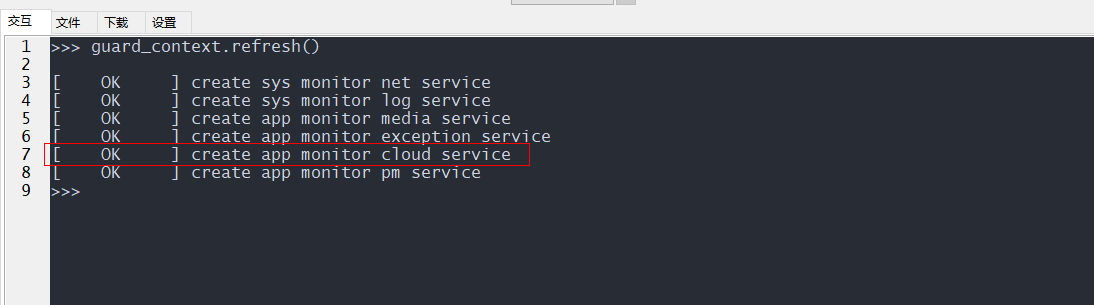 交互 文件 下载 设置
1 >>> guard_context.refresh()
2
3 [    OK     ] create sys monitor net service
4 [    OK     ] create sys monitor log service
5 [    OK     ] create app monitor media service
6 [    OK     ] create app monitor exception service
7 [    OK     ] create app monitor cloud service
8 [    OK     ] create app monitor pm service
9 >>>